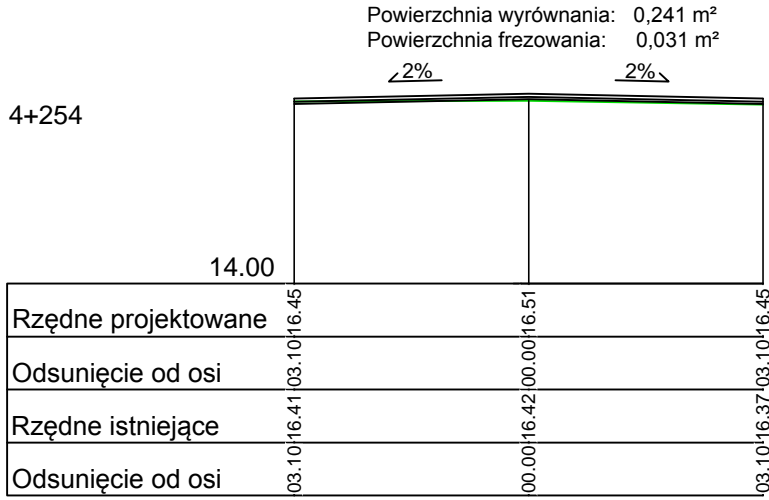 Powierzchnia wyrównania: 0,241 m²
Powierzchnia frezowania: 0,031 m²
2% 2%
4+254
14.00
Rzędne projektowane 16.45 16.51 16.45
Odsunięcie od osi -03.10 -00.00 -03.10
Rzędne istniejące 16.41 16.42 16.37
Odsunięcie od osi -03.10 -00.00 -03.10